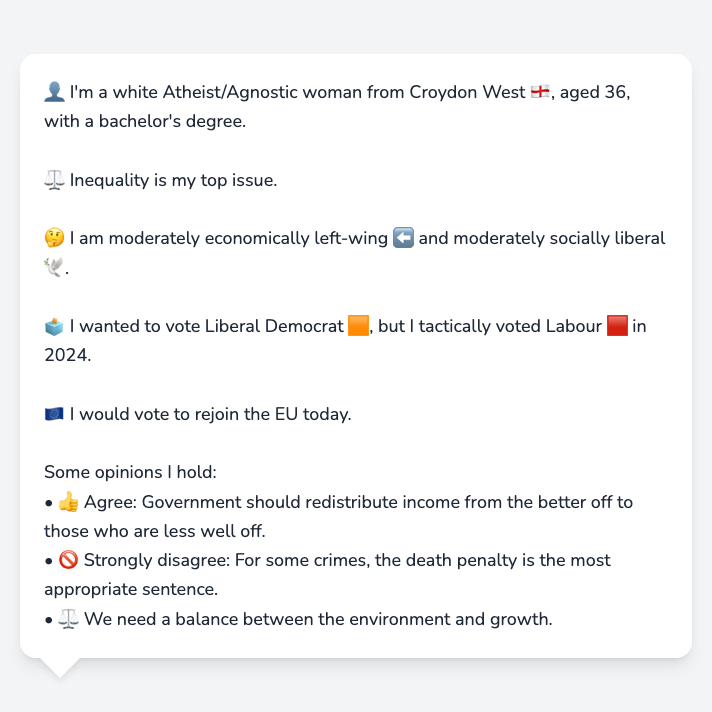 👤 I'm a white Atheist/Agnostic woman from Croydon West 🏴󠁧󠁢󠁥󠁮󠁧󠁿, aged 36,
with a bachelor's degree.
⚖️ Inequality is my top issue.
🤔 I am moderately economically left-wing ⬅️ and moderately socially liberal
🕊️.
🗳️ I wanted to vote Liberal Democrat 🟧, but I tactically voted Labour 🟥 in
2024.
🇪🇺 I would vote to rejoin the EU today.
Some opinions I hold:
• 👍 Agree: Government should redistribute income from the better off to
those who are less well off.
• 🚫 Strongly disagree: For some crimes, the death penalty is the most
appropriate sentence.
• ⚖️ We need a balance between the environment and growth.